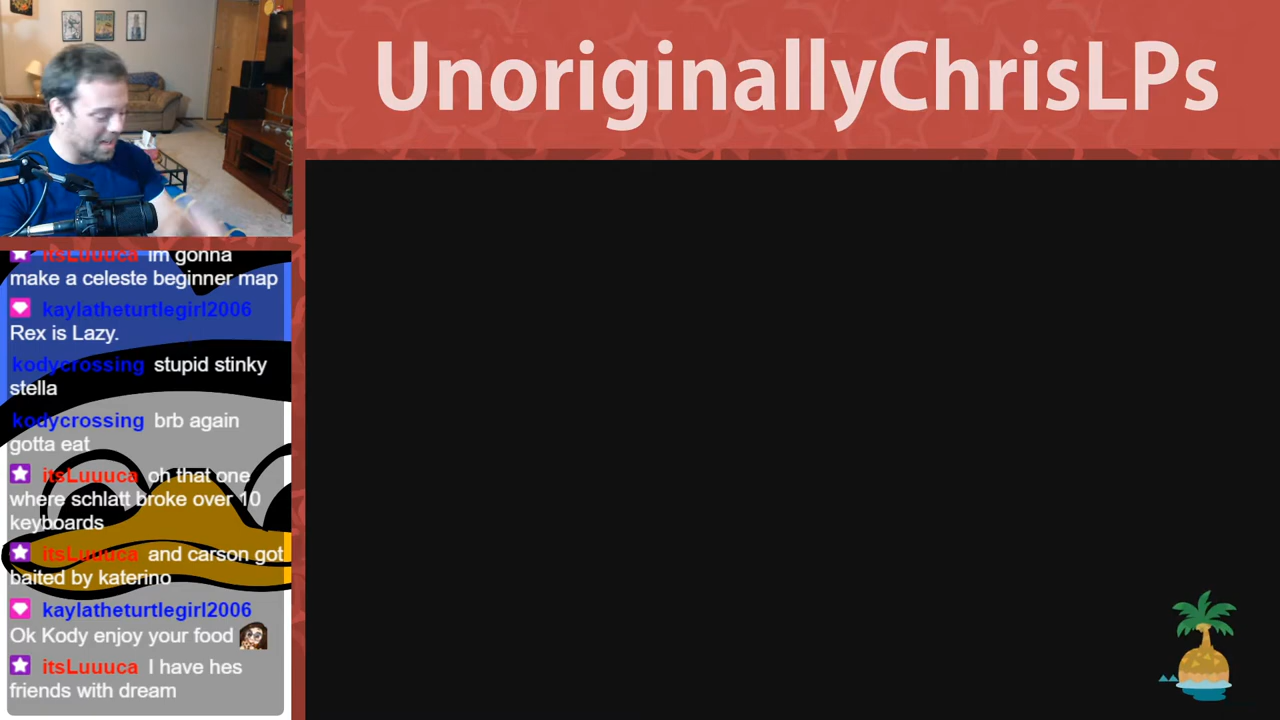 UnoriginallyChrisLPs
itsLuuuca Im gonna
make a celeste beginner map
kaylatheturtlegirl2006
Rex is Lazy.
kodycrossing stupid stinky
stella
kodycrossing brb again
gotta eat
itsLuuuca oh that one
where schlatt broke over 10
keyboards
itsLuuuca and carson got
baited by katerino
kaylatheturtlegirl2006
Ok Kody enjoy your food
itsLuuuca I have hes
friends with dream